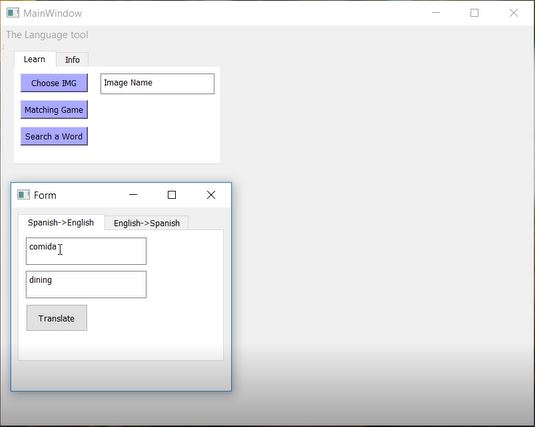 MainWindow
The Language tool
Learn Info
Choose IMG Image Name
Matching Game
Search a Word
Form
Spanish->English English->Spanish
comida
dining
Translate